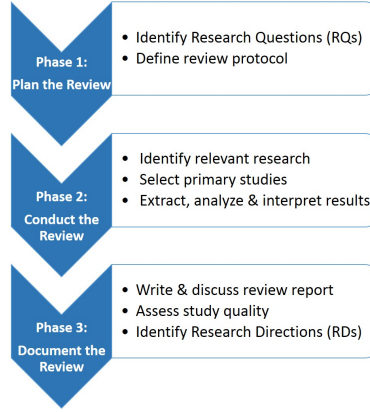 Phase 1:
Plan the Review
• Identify Research Questions (RQs)
• Define review protocol
Phase 2:
Conduct the
Review
• Identify relevant research
• Select primary studies
• Extract, analyze & interpret results
Phase 3:
Document the
Review
• Write & discuss review report
• Assess study quality
• Identify Research Directions (RDs)